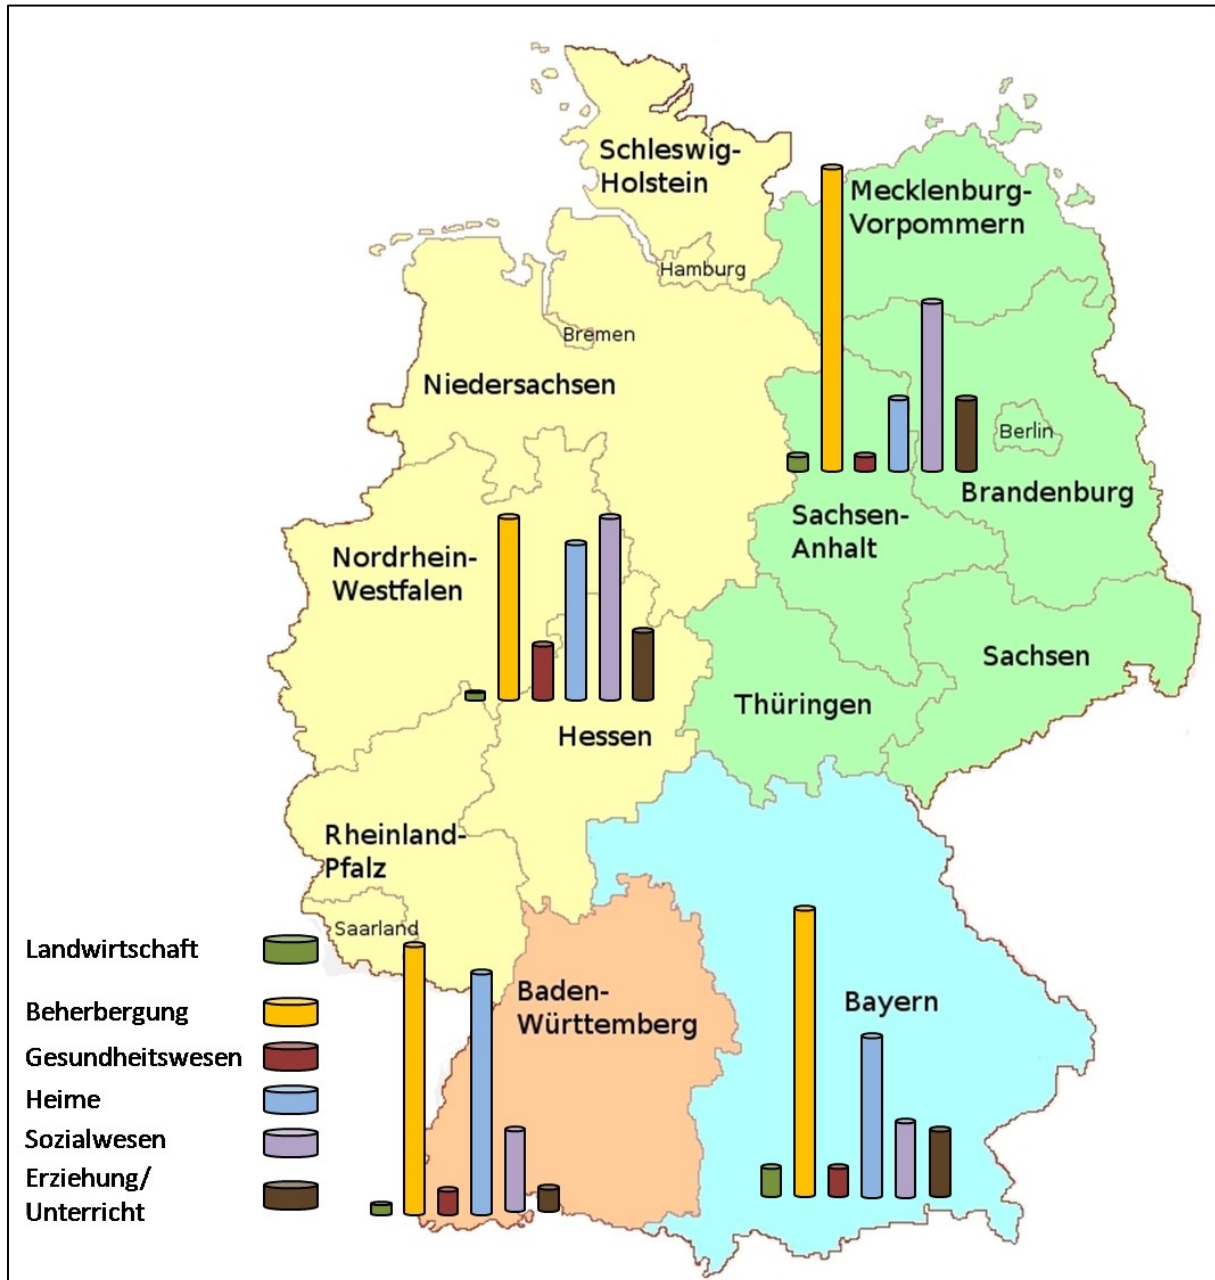 Schleswig-
Holstein
Mecklenburg-
Vorpommern
Hamburg
Bremen
Niedersachsen
Berlin
Brandenburg
Sachsen-
Anhalt
Nordrhein-
Westfalen
Sachsen
Thüringen
Hessen
Rheinland-
Pfalz
Saarland
Baden-
Württemberg
Bayern
Landwirtschaft
Beherbergung
Gesundheitswesen
Heime
Sozialwesen
Erziehung/
Unterricht